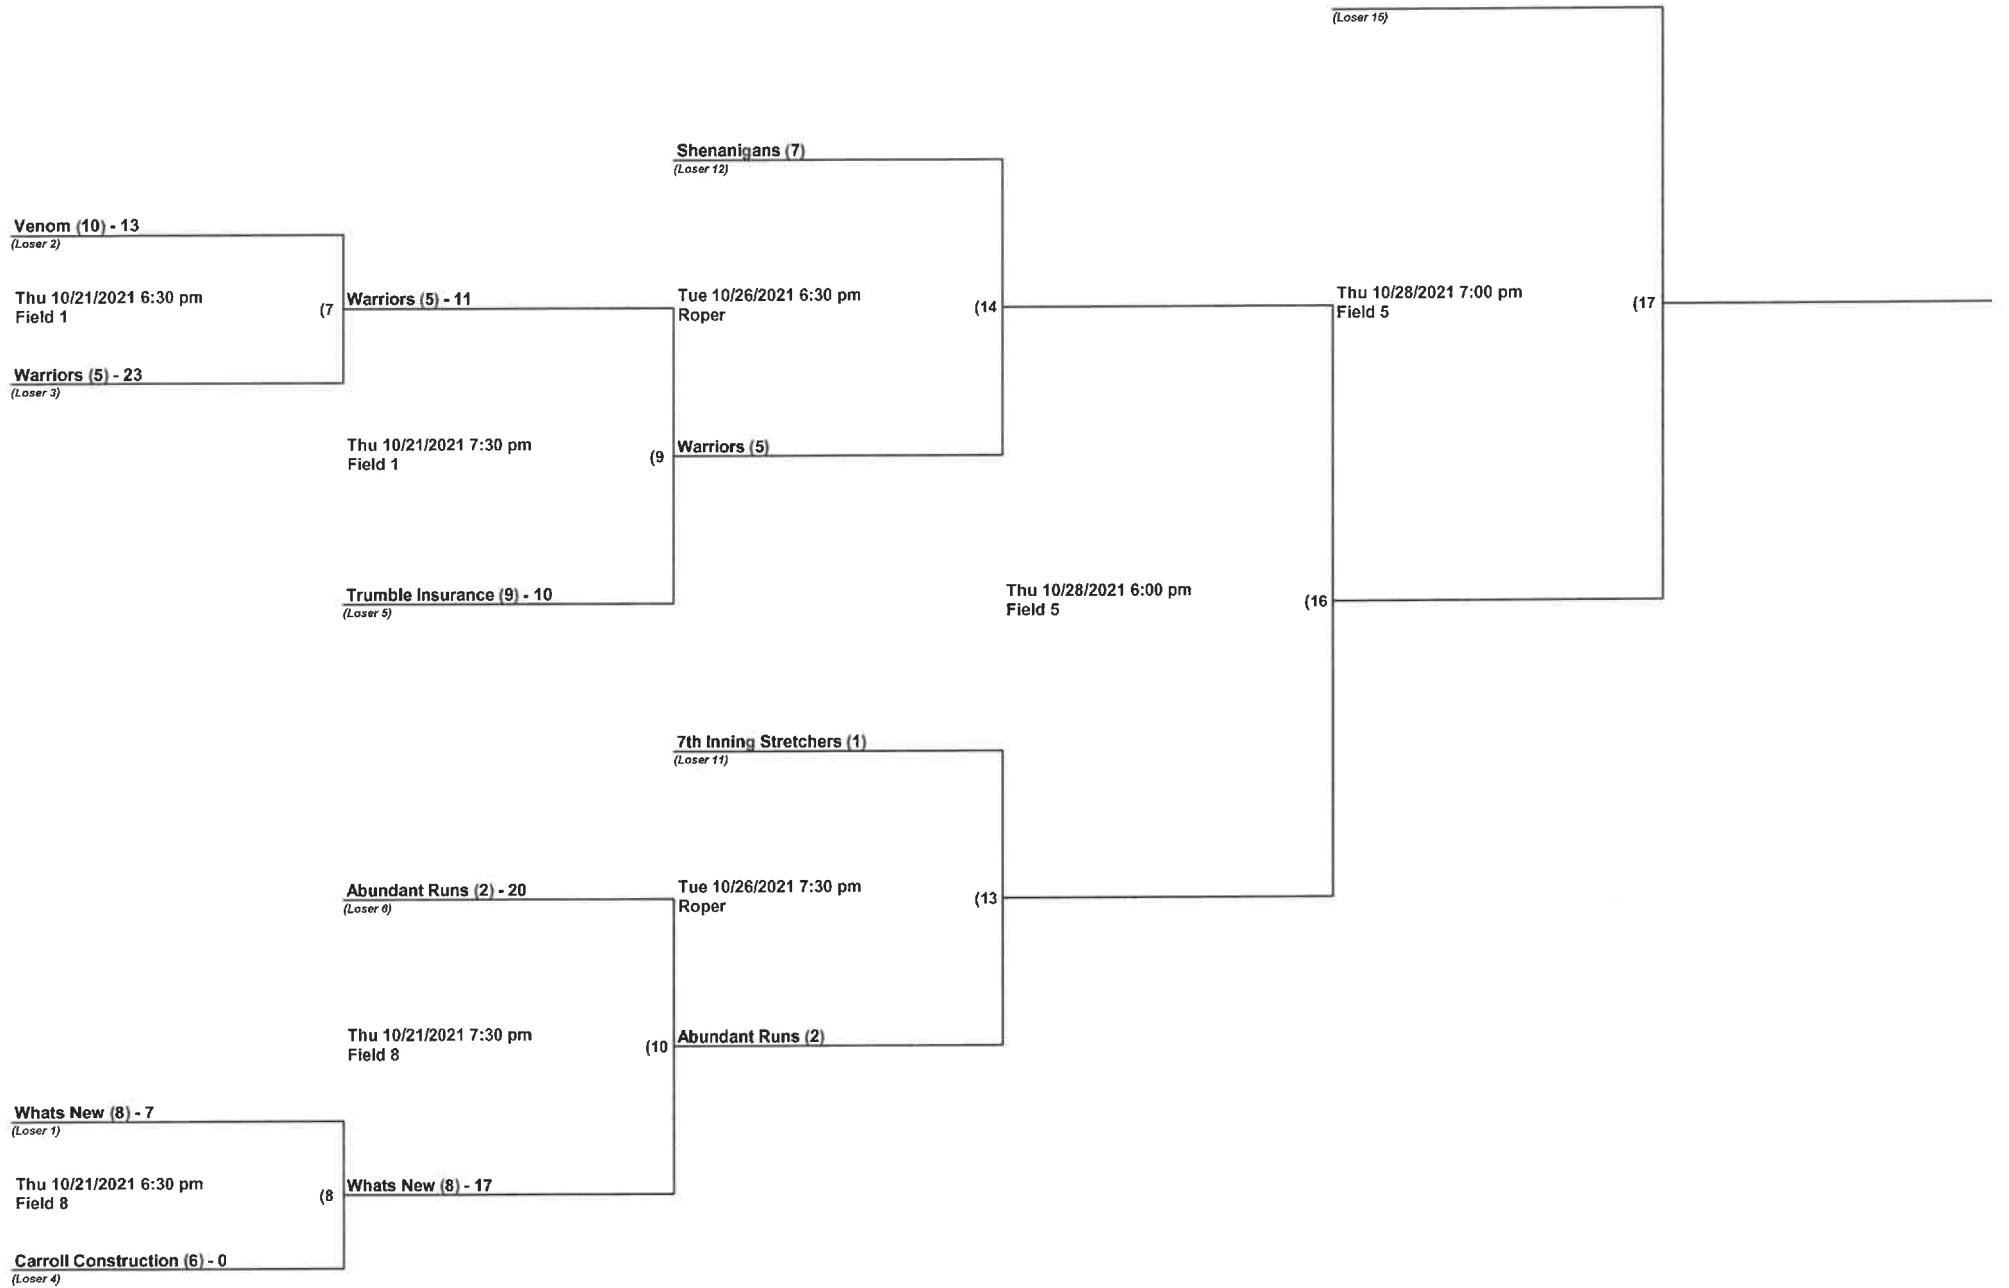 (Loser 15)
Shenanigans (7)
(Loser 12)
Venom (10) - 13
(Loser 2)
Thu 10/21/2021 6:30 pm
Field 1
(7
Warriors (5) - 11
Tue 10/26/2021 6:30 pm
Roper
(14
Thu 10/28/2021 7:00 pm
Field 5
(17
Warriors (5) - 23
(Loser 3)
Thu 10/21/2021 7:30 pm
Field 1
(9
Warriors (5)
Trumble Insurance (9) - 10
(Loser 5)
Thu 10/28/2021 6:00 pm
Field 5
(16
7th Inning Stretchers (1)
(Loser 11)
Abundant Runs (2) - 20
(Loser 6)
Tue 10/26/2021 7:30 pm
Roper
(13
Thu 10/21/2021 7:30 pm
Field 8
(10
Abundant Runs (2)
Whats New (8) - 7
(Loser 1)
Thu 10/21/2021 6:30 pm
Field 8
(8
Whats New (8) - 17
Carroll Construction (6) - 0
(Loser 4)